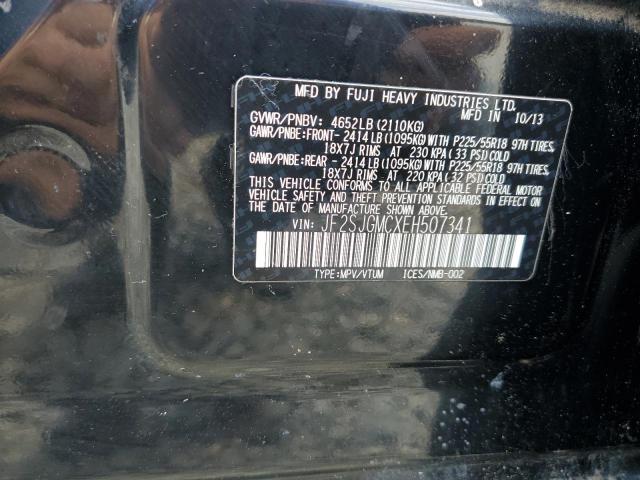 MFD BY FUJI HEAVY INDUSTRIES LTD.
MFD IN 10/13
GVWR/PNBV: 4652LB (2110KG)
GAWR/PNBE:FRONT- 2414 LB (1095KG) WITH P225/55R18 97H TIRES,
18X7J RIMS AT 230 KPA (33 PSI) COLD
GAWR/PNBE:REAR - 2414 LB (1095KG) WITH P225/55R18 97H TIRES,
18X7J RIMS AT 220 KPA (32 PSI) COLD
THIS VEHICLE CONFORMS TO ALL APPLICABLE FEDERAL MOTOR
VEHICLE SAFETY AND THEFT PREVENTION STANDARDS IN EFFECT
ON THE DATE OF MANUFACTURE SHOWN ABOVE.
VIN: JF2SJGMCXEH507341
TYPE:MPV/VTUM ICES/NMB-002